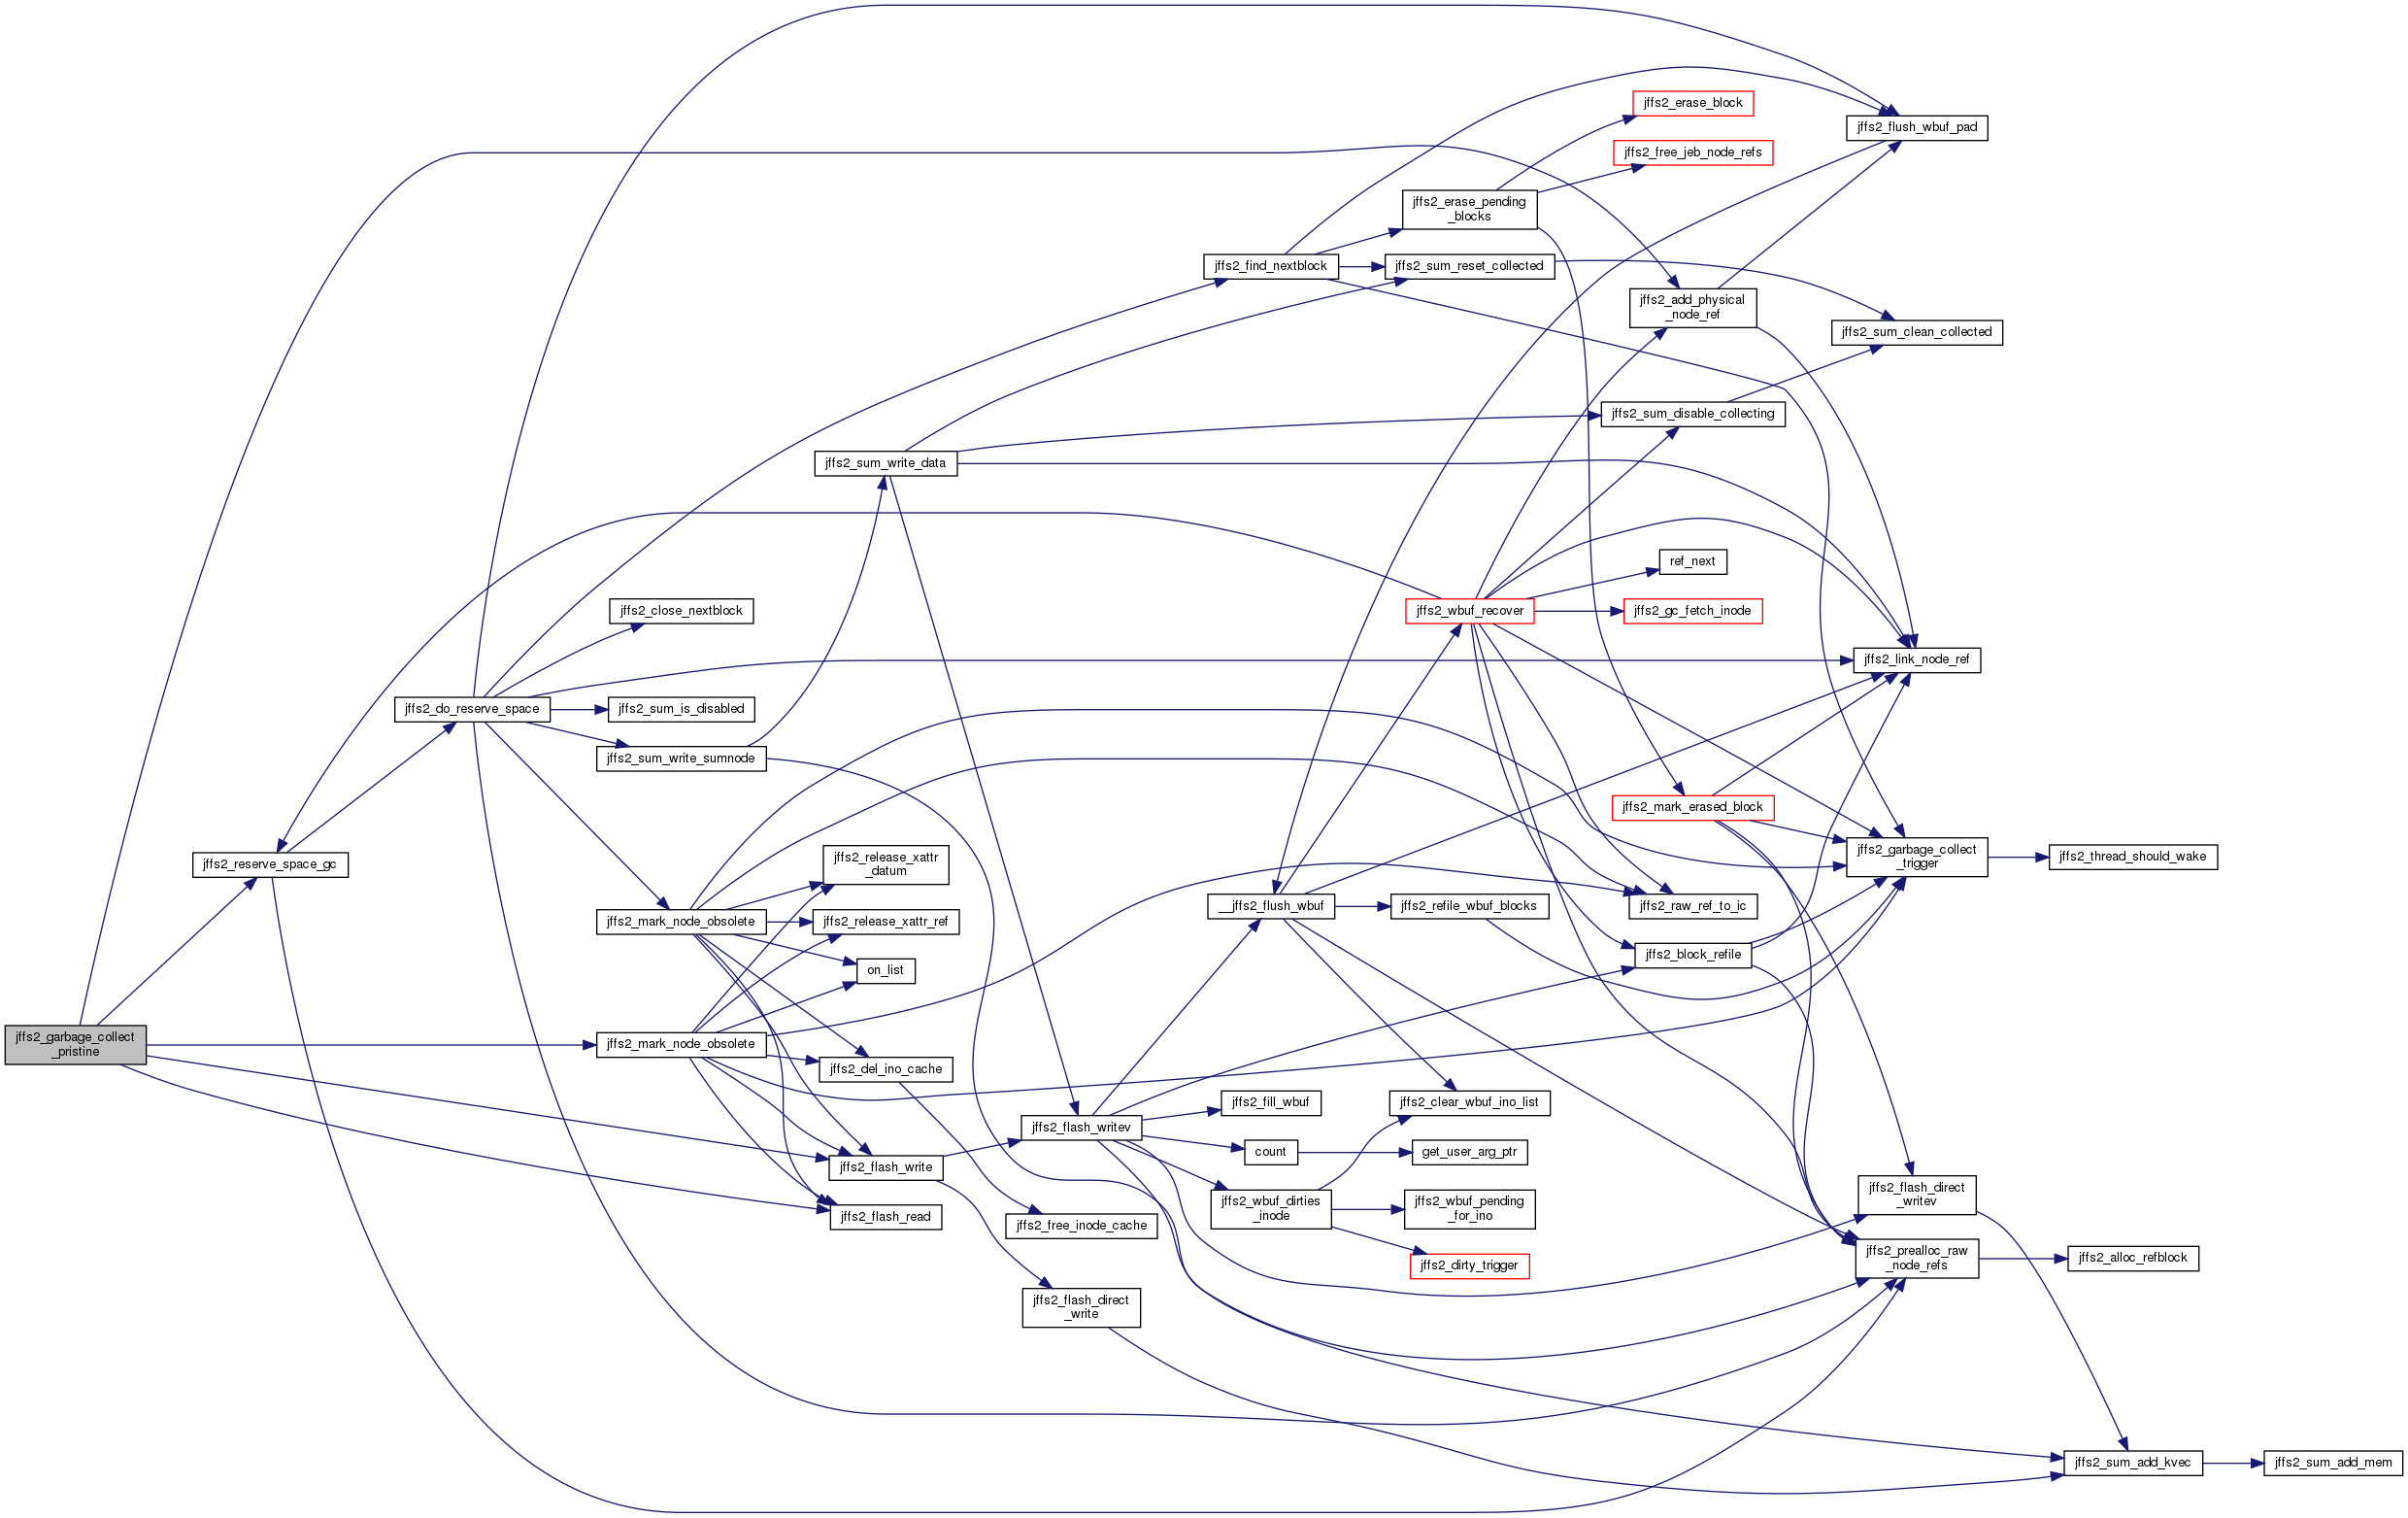 jffs2_garbage_collect
_pristine
jffs2_reserve_space_gc
jffs2_do_reserve_space
jffs2_close_nextblock
jffs2_sum_is_disabled
jffs2_sum_write_sumnode
jffs2_mark_node_obsolete
jffs2_mark_node_obsolete
jffs2_sum_write_data
jffs2_release_xattr
_datum
jffs2_release_xattr_ref
on_list
jffs2_del_ino_cache
jffs2_flash_write
jffs2_flash_read
jffs2_flash_writev
jffs2_free_inode_cache
jffs2_flash_direct
_write
jffs2_find_nextblock
__jffs2_flush_wbuf
jffs2_fill_wbuf
count
jffs2_wbuf_dirties
_inode
jffs2_erase_pending
_blocks
jffs2_sum_reset_collected
jffs2_wbuf_recover
jffs2_refile_wbuf_blocks
jffs2_clear_wbuf_ino_list
get_user_arg_ptr
jffs2_wbuf_pending
_for_ino
jffs2_dirty_trigger
jffs2_erase_block
jffs2_free_jeb_node_refs
jffs2_add_physical
_node_ref
jffs2_sum_disable_collecting
ref_next
jffs2_gc_fetch_inode
jffs2_mark_erased_block
jffs2_raw_ref_to_ic
jffs2_block_refile
jffs2_flush_wbuf_pad
jffs2_sum_clean_collected
jffs2_link_node_ref
jffs2_garbage_collect
_trigger
jffs2_flash_direct
_writev
jffs2_prealloc_raw
_node_refs
jffs2_thread_should_wake
jffs2_alloc_refblock
jffs2_sum_add_kvec
jffs2_sum_add_mem